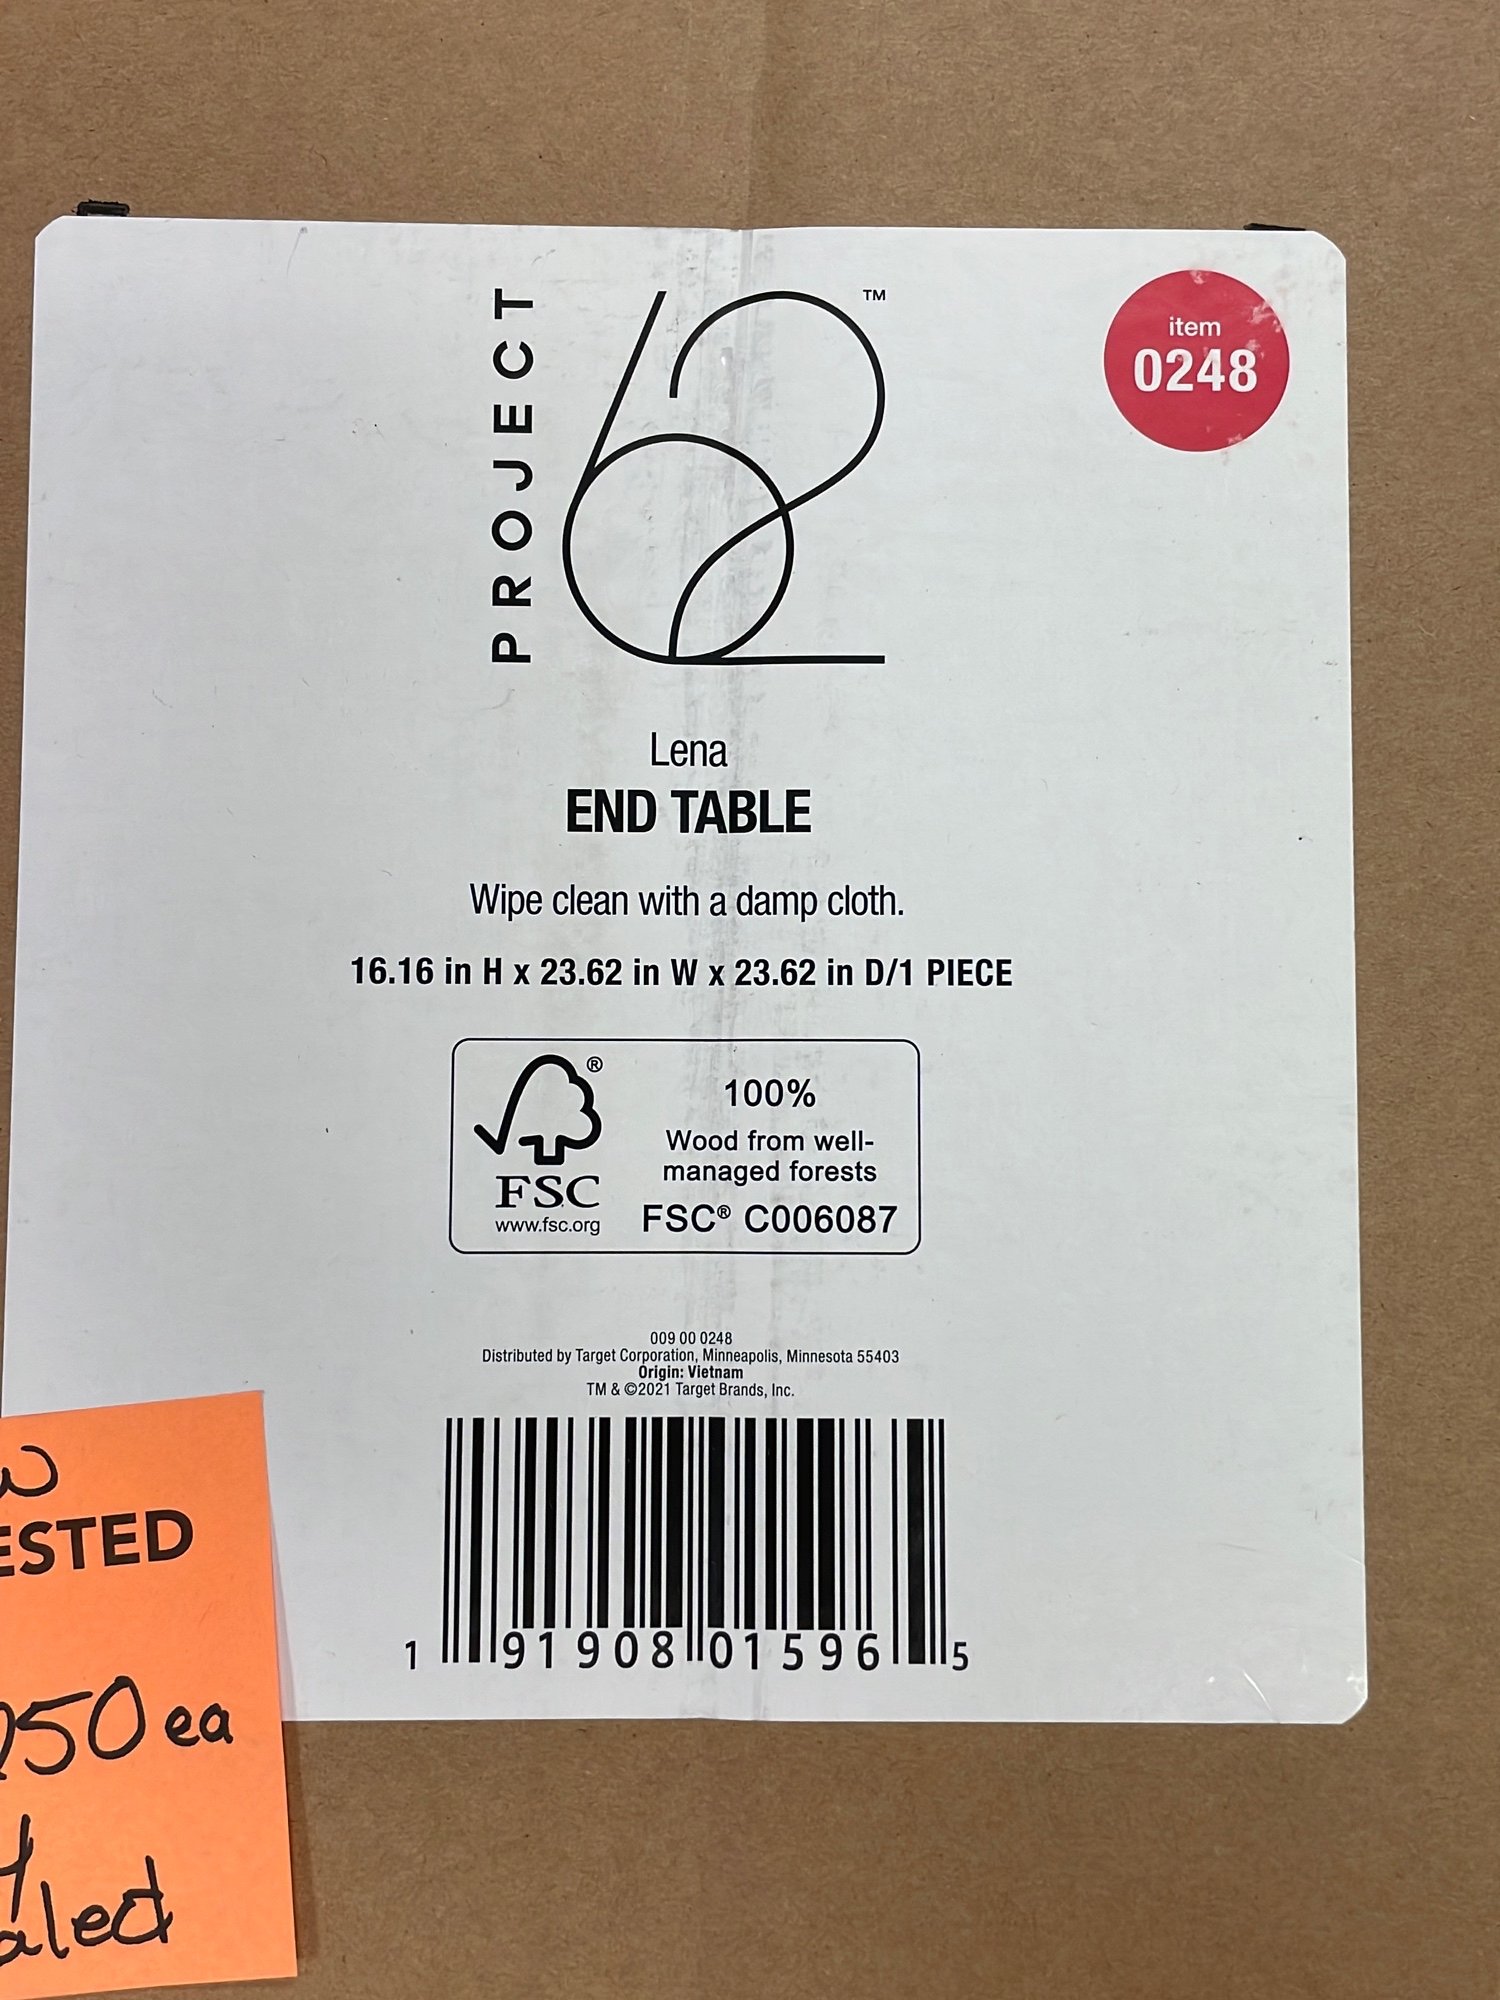 PROJECT
62™
item
0248
Lena
END TABLE
Wipe clean with a damp cloth.
16.16 in H x 23.62 in W x 23.62 in D/1 PIECE
®
FSC
www.fsc.org
100%
Wood from well-
managed forests
FSC® C006087
009 00 0248
Distributed by Target Corporation, Minneapolis, Minnesota 55403
Origin: Vietnam
TM & ©2021 Target Brands, Inc.
1 91908 01596 5
ESTED
250 ea
aled